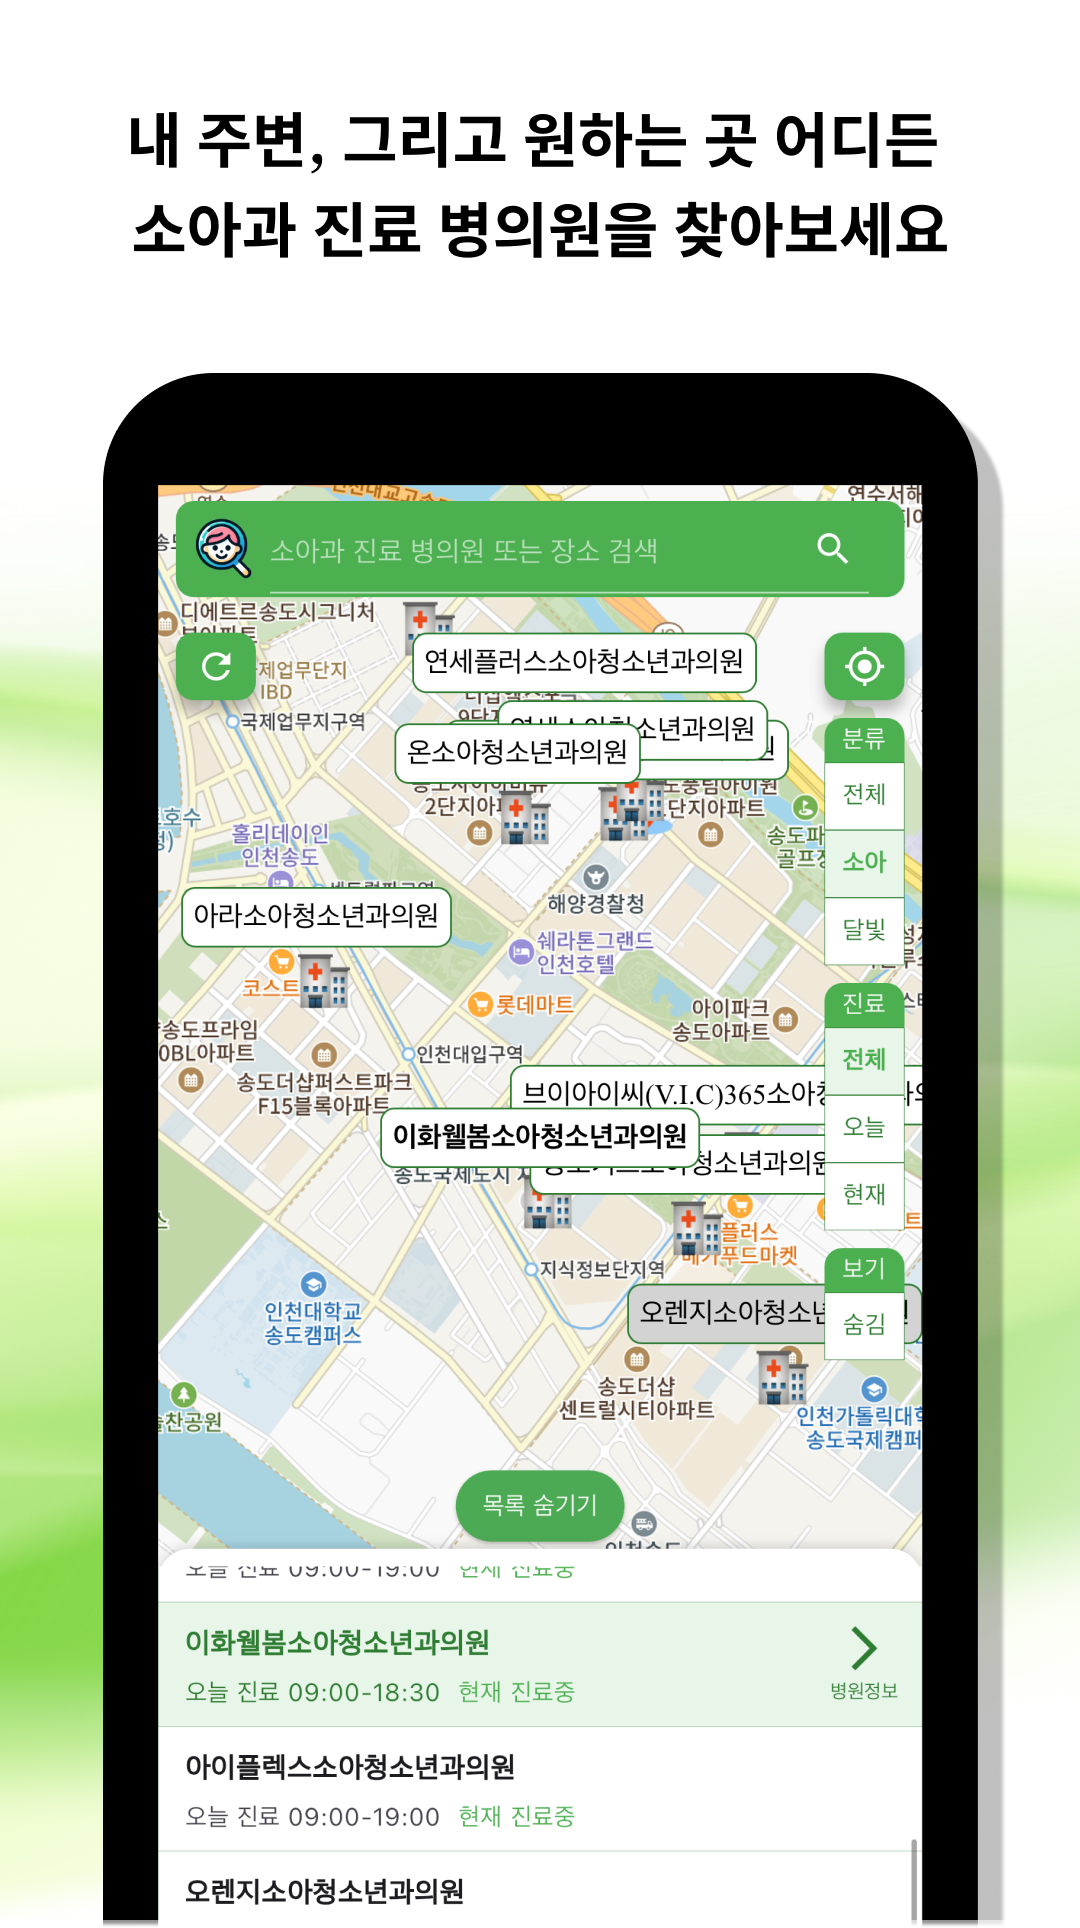 내 주변, 그리고 원하는 곳 어디든
소아과 진료 병의원을 찾아보세요
소아과 진료 병의원 또는 장소 검색
연수서해
디에트르송도시그니처
제업무단지
IBD
국제업무지구역
연세플러스소아청소년과의원
연세소아청소년과의원
온소아청소년과의원
2단지아
단지아파트
분류
전체
소아
달빛
호수
홀리데이인
인천송도
송도파
골프장
해양경찰청
아라소아청소년과의원
쉐라톤그랜드
인천호텔
코스트
롯데마트
아이파크
송도아파트
진료
전체
오늘
현재
송도프라임
0BL아파트
인천대입구역
송도더샵퍼스트파크
F15블록아파트
브이아이씨(V.I.C)365소아청
이화웰봄소아청소년과의원
송도국제도시
청소년과의원
플러스
메가푸드마켓
지식정보단지역
보기
숨김
인천대학교
송도캠퍼스
오렌지소아청소년
송도더샵
센트럴시티아파트
인천가톨릭대학
송도국제캠퍼
늘찬공원
목록 숨기기
오늘 진료 09:00-19:00 현재 진료중
이화웰봄소아청소년과의원
오늘 진료 09:00-18:30 현재 진료중
병원정보
아이플렉스소아청소년과의원
오늘 진료 09:00-19:00 현재 진료중
오렌지소아청소년과의원